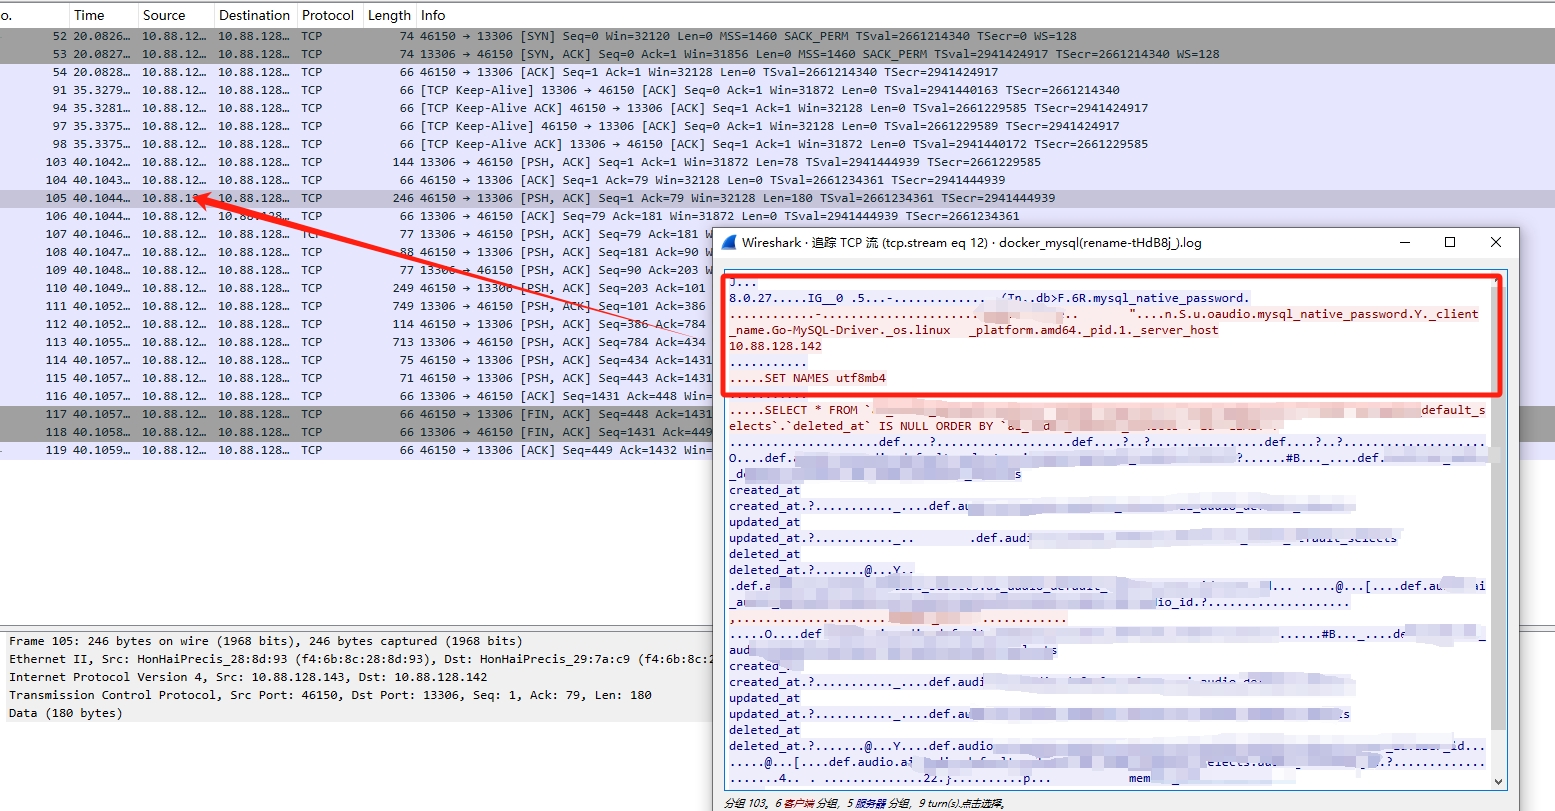 o. Time Source Destination Protocol Length Info
52 20.0826… 10.88.12… 10.88.128… TCP 74 46150 → 13306 [SYN] Seq=0 Win=32120 Len=0 MSS=1460 SACK_PERM TSval=2661214340 TSecr=0 WS=128
53 20.0827… 10.88.12… 10.88.128… TCP 74 13306 → 46150 [SYN, ACK] Seq=0 Ack=1 Win=31856 Len=0 MSS=1460 SACK_PERM TSval=2941424917 TSecr=2661214340 WS=128
54 20.0828… 10.88.12… 10.88.128… TCP 66 46150 → 13306 [ACK] Seq=1 Ack=1 Win=32128 Len=0 TSval=2661214340 TSecr=2941424917
91 35.3279… 10.88.12… 10.88.128… TCP 66 [TCP Keep-Alive] 13306 → 46150 [ACK] Seq=0 Ack=1 Win=31872 Len=0 TSval=2941440163 TSecr=2661214340
94 35.3281… 10.88.12… 10.88.128… TCP 66 [TCP Keep-Alive ACK] 46150 → 13306 [ACK] Seq=1 Ack=1 Win=32128 Len=0 TSval=2661229585 TSecr=2941424917
97 35.3375… 10.88.12… 10.88.128… TCP 66 [TCP Keep-Alive] 46150 → 13306 [ACK] Seq=0 Ack=1 Win=32128 Len=0 TSval=2661229589 TSecr=2941424917
98 35.3375… 10.88.12… 10.88.128… TCP 66 [TCP Keep-Alive ACK] 13306 → 46150 [ACK] Seq=1 Ack=1 Win=31872 Len=0 TSval=2941440172 TSecr=2661229585
103 40.1042… 10.88.12… 10.88.128… TCP 144 13306 → 46150 [PSH, ACK] Seq=1 Ack=1 Win=31872 Len=78 TSval=2941444939 TSecr=2661229585
104 40.1043… 10.88.12… 10.88.128… TCP 66 46150 → 13306 [ACK] Seq=1 Ack=79 Win=32128 Len=0 TSval=2661234361 TSecr=2941444939
105 40.1044… 10.88.12… 10.88.128… TCP 246 46150 → 13306 [PSH, ACK] Seq=1 Ack=79 Win=32128 Len=180 TSval=2661234361 TSecr=2941444939
106 40.1044… 10.88.12… 10.88.128… TCP 66 13306 → 46150 [ACK] Seq=79 Ack=181 Win=31872 Len=0 TSval=2941444939 TSecr=2661234361
107 40.1046… 10.88.12… 10.88.128… TCP 77 13306 → 46150 [PSH, ACK] Seq=79 Ack=181 W
108 40.1047… 10.88.12… 10.88.128… TCP 88 46150 → 13306 [PSH, ACK] Seq=181 Ack=90 W
109 40.1048… 10.88.12… 10.88.128… TCP 77 13306 → 46150 [PSH, ACK] Seq=90 Ack=203 W
110 40.1049… 10.88.12… 10.88.128… TCP 249 46150 → 13306 [PSH, ACK] Seq=203 Ack=101
111 40.1052… 10.88.12… 10.88.128… TCP 749 13306 → 46150 [PSH, ACK] Seq=101 Ack=386
112 40.1052… 10.88.12… 10.88.128… TCP 114 46150 → 13306 [PSH, ACK] Seq=386 Ack=784
113 40.1055… 10.88.12… 10.88.128… TCP 713 13306 → 46150 [PSH, ACK] Seq=784 Ack=434
114 40.1057… 10.88.12… 10.88.128… TCP 75 46150 → 13306 [PSH, ACK] Seq=434 Ack=1431
115 40.1057… 10.88.12… 10.88.128… TCP 71 46150 → 13306 [PSH, ACK] Seq=443 Ack=1431
116 40.1057… 10.88.12… 10.88.128… TCP 66 13306 → 46150 [ACK] Seq=1431 Ack=448 Win=
117 40.1057… 10.88.12… 10.88.128… TCP 66 46150 → 13306 [FIN, ACK] Seq=448 Ack=1431
118 40.1058… 10.88.12… 10.88.128… TCP 66 13306 → 46150 [FIN, ACK] Seq=1431 Ack=449
119 40.1059… 10.88.12… 10.88.128… TCP 66 46150 → 13306 [ACK] Seq=449 Ack=1432 Win=
Frame 105: 246 bytes on wire (1968 bits), 246 bytes captured (1968 bits)
Ethernet II, Src: HonHaiPrecis_28:8d:93 (f4:6b:8c:28:8d:93), Dst: HonHaiPrecis_29:7a:c9 (f4:6b:8c:2
Internet Protocol Version 4, Src: 10.88.128.143, Dst: 10.88.128.142
Transmission Control Protocol, Src Port: 46150, Dst Port: 13306, Seq: 1, Ack: 79, Len: 180
Data (180 bytes)
Wireshark · 追踪 TCP 流 (tcp.stream eq 12) · docker_mysql(rename-tHdB8j_).log
J...
8.0.27.....IG__0 .5...-............. (Tn..db>F.6R.mysql_native_password.
"....n.S.u.oaudio.mysql_native_password.Y._client
_name.Go-MySQL-Driver._os.linux _platform.amd64._pid.1._server_host
10.88.128.142
...........
.....SET NAMES utf8mb4
.....SELECT * FROM ` _default_s
elects`.`deleted_at` IS NULL ORDER BY `
created_at
created_at.?..........._....def.au
updated_at
updated_at.?..........._.. .def.audi
deleted_at
deleted_at.?.......@...Y..
.....O....def ......#B..._....de
created_
created_at.?..........._....def.audi
updated_at
updated_at.?..........._....def.au
deleted_at
deleted_at.?.......@...Y....def.audio
.....@...[....def.audio.ai
mem
分组 103。6 客户端 分组, 5 服务器 分组, 9 turn(s).点击选择。